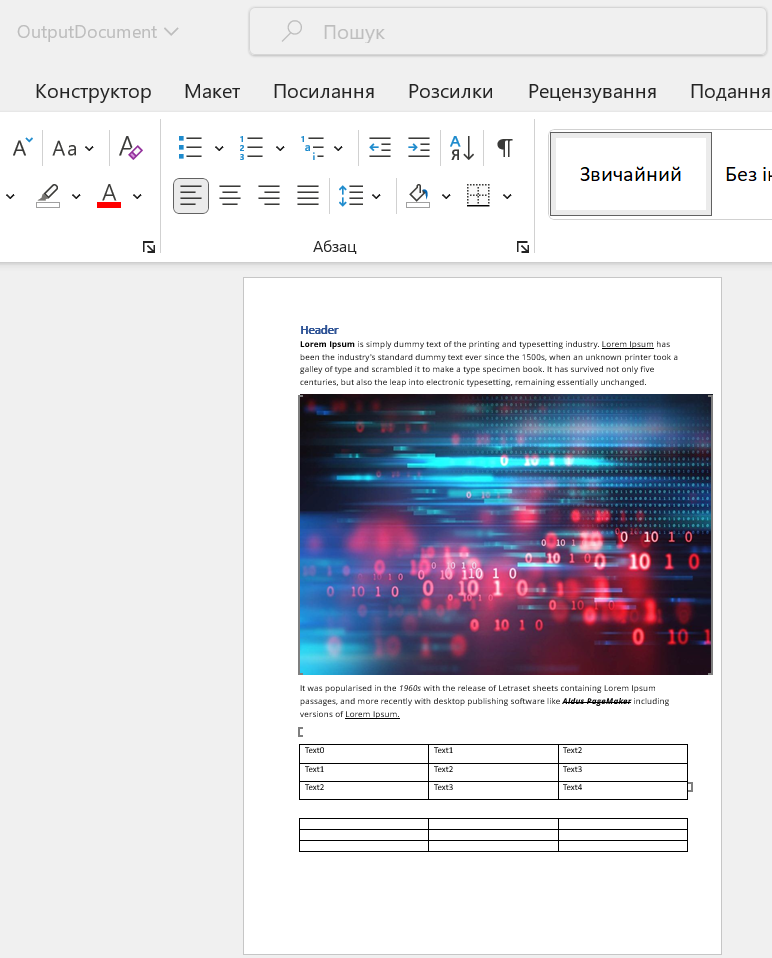 OutputDocument
Пошук
Конструктор Макет Посилання Розсилки Рецензування Подання
Aa
А
Я
Абзац
Звичайний Без ін
Header
Lorem Ipsum is simply dummy text of the printing and typesetting industry. Lorem Ipsum has
been the industry's standard dummy text ever since the 1500s, when an unknown printer took a
galley of type and scrambled it to make a type specimen book. It has survived not only five
centuries, but also the leap into electronic typesetting, remaining essentially unchanged.
It was popularised in the 1960s with the release of Letraset sheets containing Lorem Ipsum
passages, and more recently with desktop publishing software like Aldus PageMaker including
versions of Lorem Ipsum.
Text0 Text1 Text2
Text1 Text2 Text3
Text2 Text3 Text4